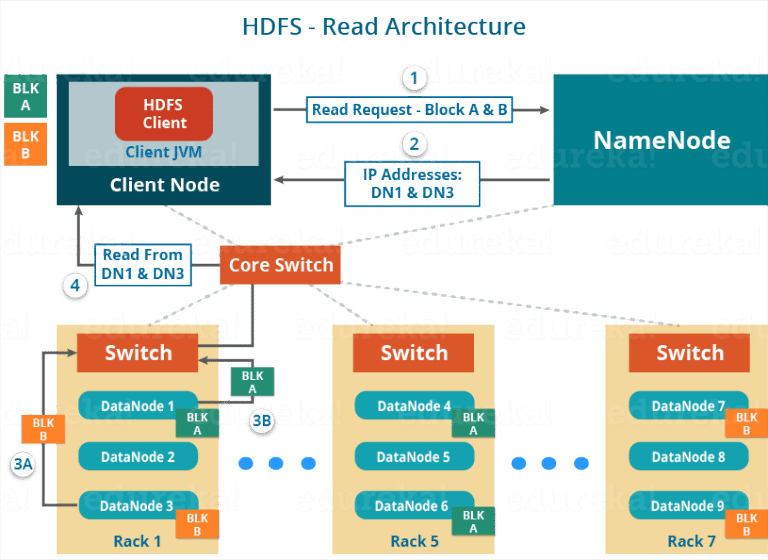 HDFS - Read Architecture
BLK
A
BLK
B
HDFS
Client
Client JVM
Client Node
1
Read Request - Block A & B
2
IP Addresses:
DN1 & DN3
NameNode
Read From
DN1 & DN3
4
Core Switch
Switch
Switch
Switch
BLK
A
DataNode 1
BLK
A
3B
BLK
B
3A
DataNode 2
DataNode 3
BLK
B
Rack 1
DataNode 4
BLK
A
DataNode 5
DataNode 6
BLK
A
Rack 5
DataNode 7
BLK
B
DataNode 8
DataNode 9
BLK
B
Rack 7
edureka!